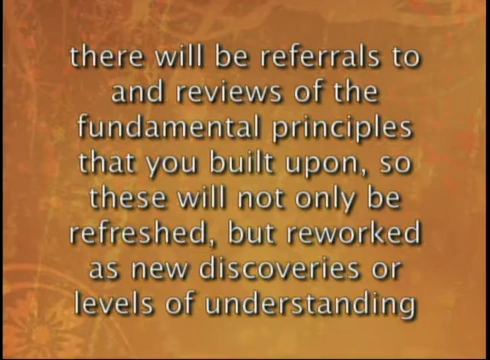 there will be referrals to
and reviews of the
fundamental principles
that you built upon, so
these will not only be
refreshed, but reworked
as new discoveries or
levels of understanding